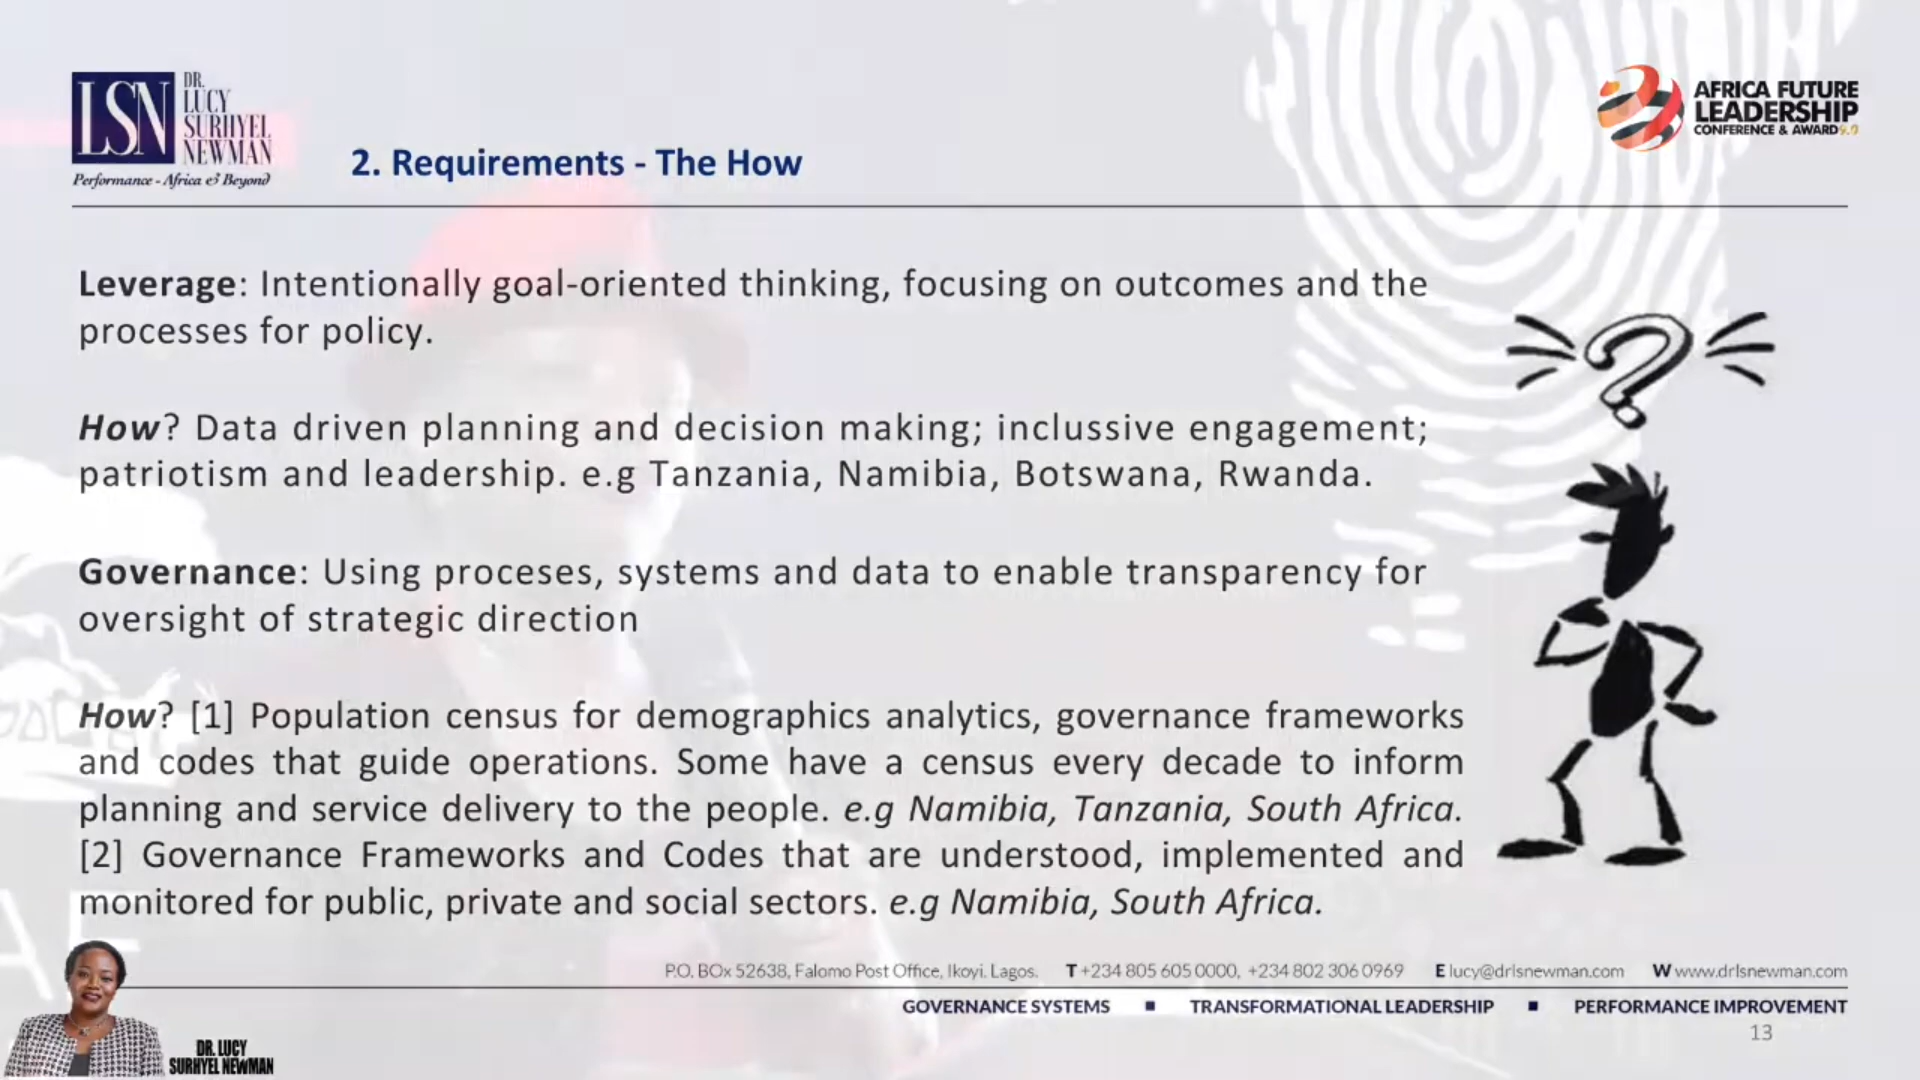 LSN
DR.
LUCY
SURHYEL
NEWMAN
Performance - Africa & Beyond
2. Requirements - The How
AFRICA FUTURE
LEADERSHIP
CONFERENCE & AWARD 9.0
Leverage: Intentionally goal-oriented thinking, focusing on outcomes and the
processes for policy.
How? Data driven planning and decision making; inclussive engagement;
patriotism and leadership. e.g Tanzania, Namibia, Botswana, Rwanda.
Governance: Using proceses, systems and data to enable transparency for
oversight of strategic direction
How? [1] Population census for demographics analytics, governance frameworks
and codes that guide operations. Some have a census every decade to inform
planning and service delivery to the people. e.g Namibia, Tanzania, South Africa.
[2] Governance Frameworks and Codes that are understood, implemented and
monitored for public, private and social sectors. e.g Namibia, South Africa.
P.O. BOx 52638, Falomo Post Office, Ikoyi. Lagos. T +234 805 605 0000, +234 802 306 0969 E lucy@drlsnewman.com W www.drlsnewman.com
GOVERNANCE SYSTEMS ▪ TRANSFORMATIONAL LEADERSHIP ▪ PERFORMANCE IMPROVEMENT
13
DR. LUCY
SURHYEL NEWMAN